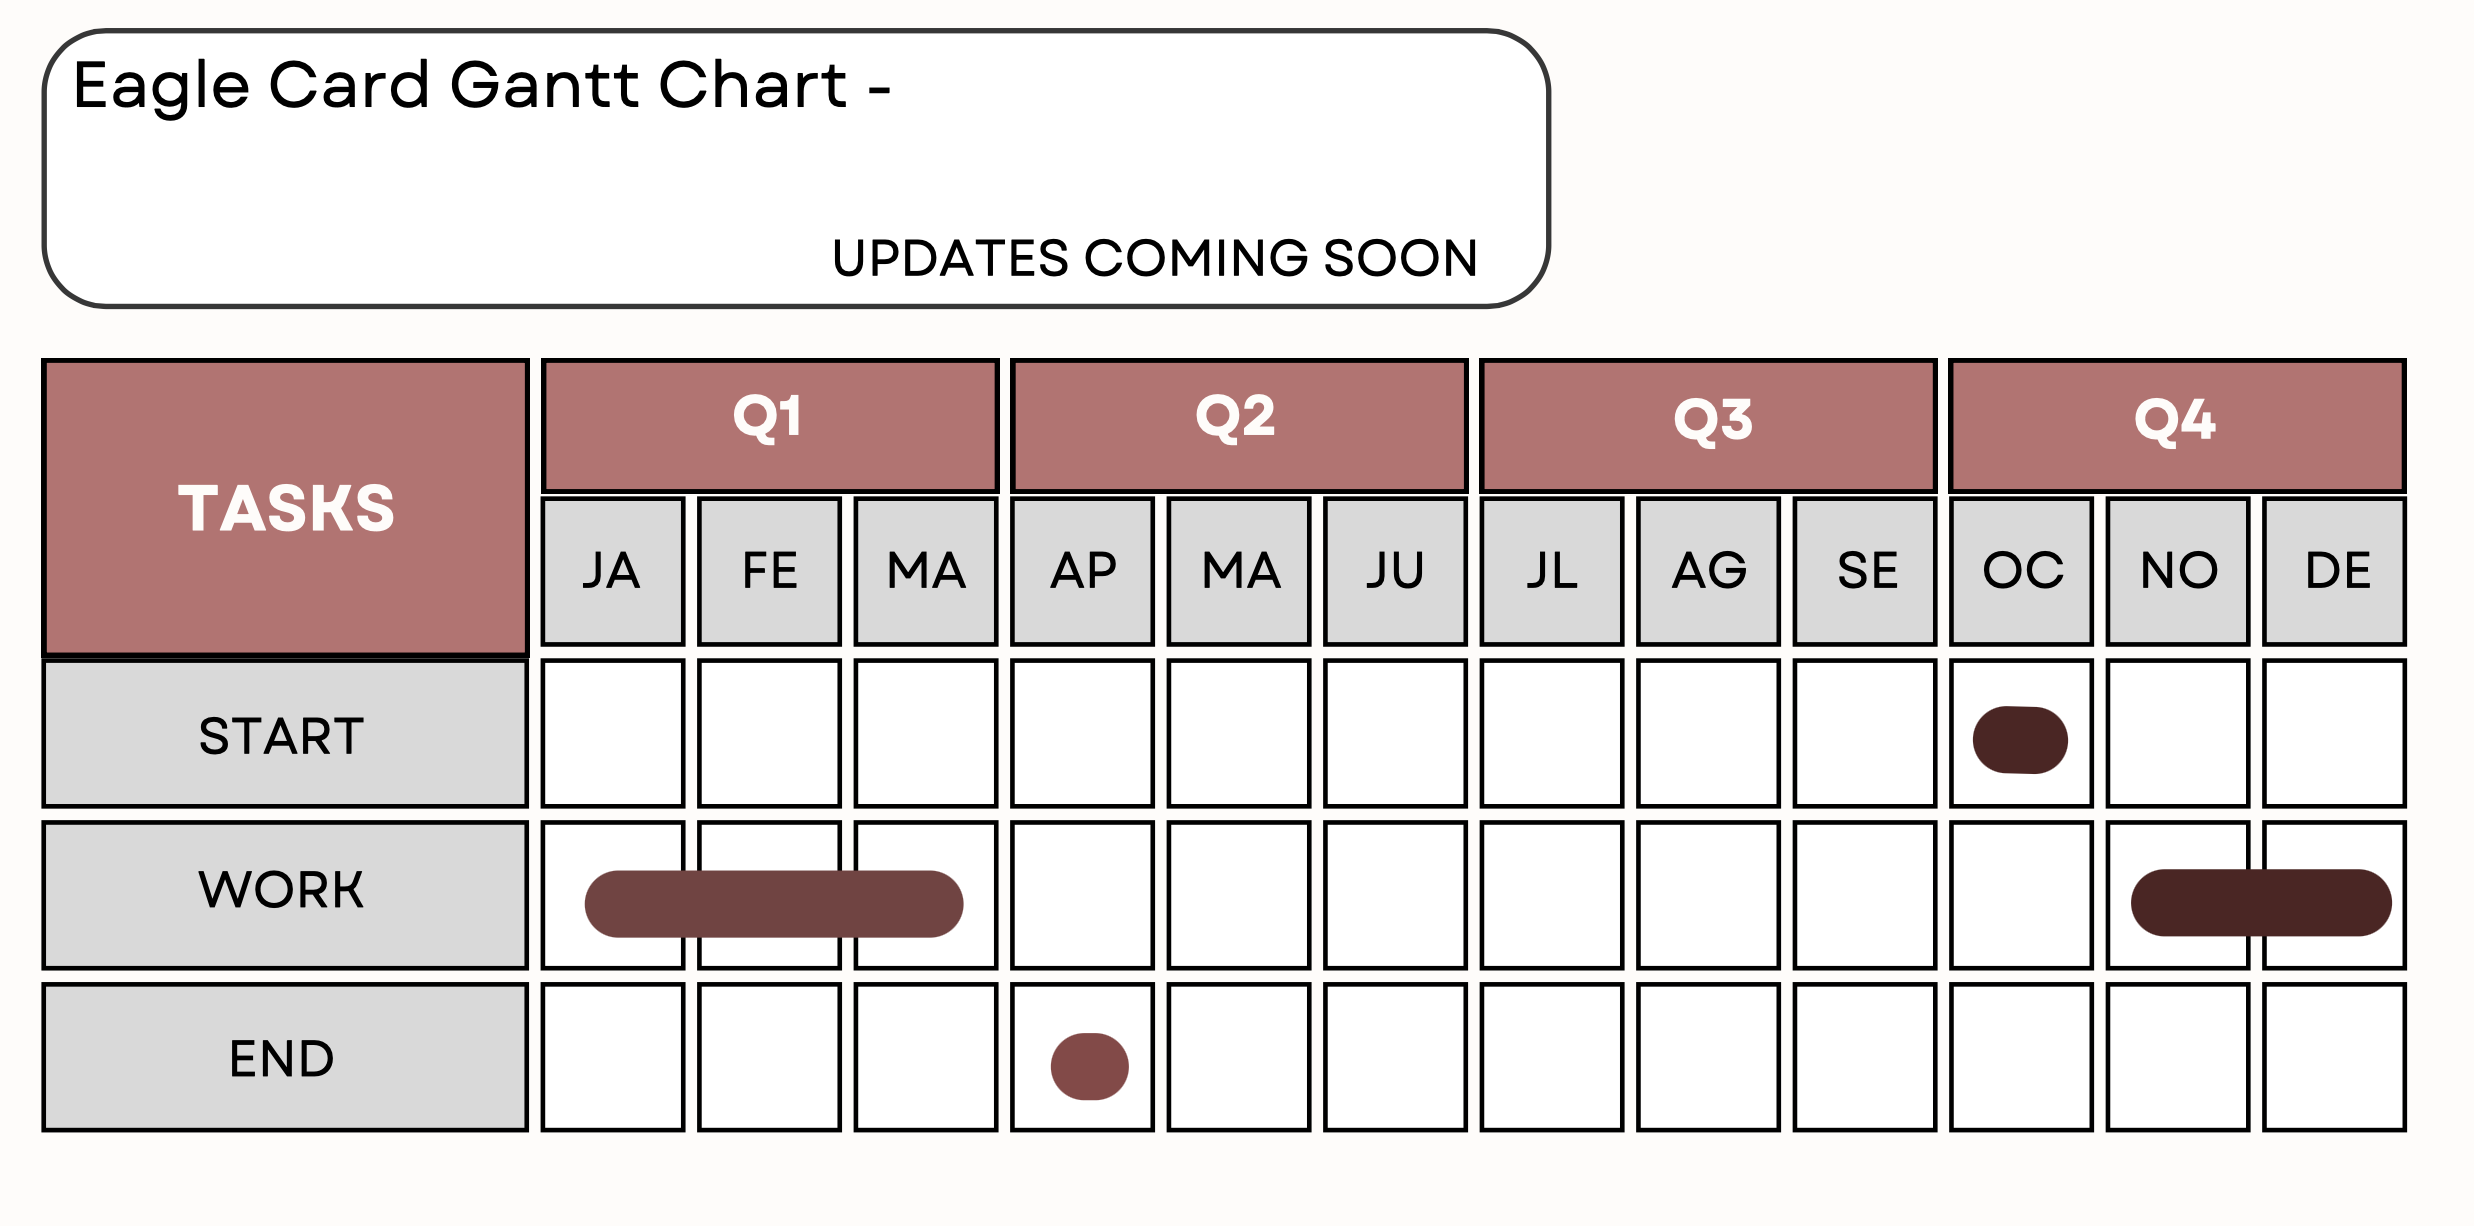 Eagle Card Gantt Chart -
UPDATES COMING SOON
TASKS
Q1 Q2 Q3 Q4
JA FE MA AP MA JU JL AG SE OC NO DE
START
WORK
END